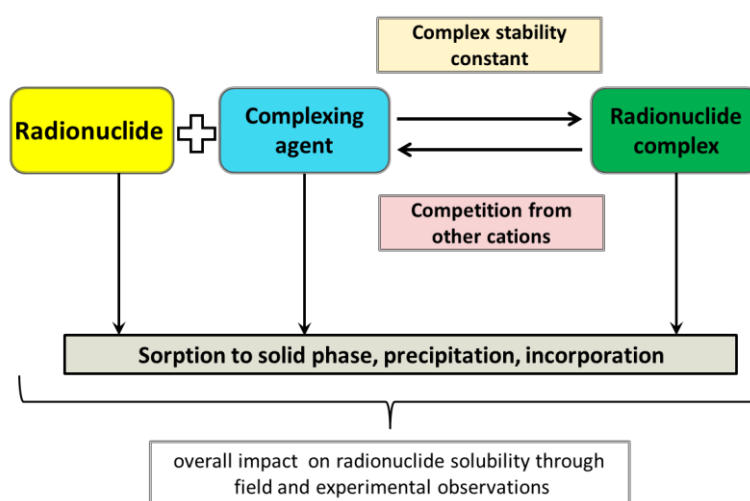 Complex stability
constant
Radionuclide
Complexing
agent
Radionuclide
complex
Competition from
other cations
Sorption to solid phase, precipitation, incorporation
overall impact on radionuclide solubility through
field and experimental observations